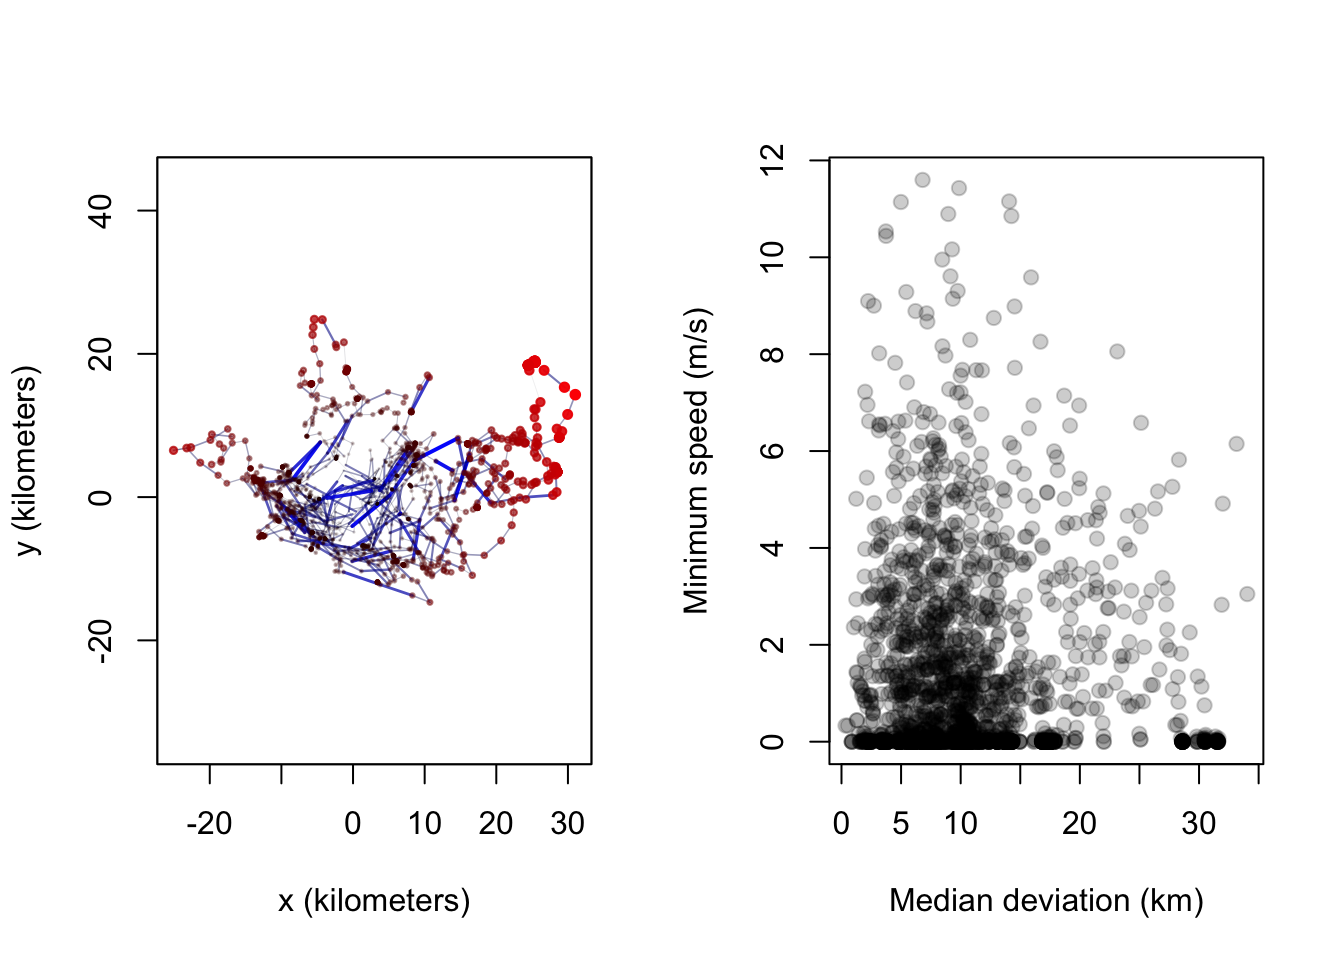 40
20
0
-20
y (kilometers)
-20 0 10 20 30
x (kilometers)
12
10
8
6
4
2
0
Minimum speed (m/s)
0 5 10 20 30
Median deviation (km)